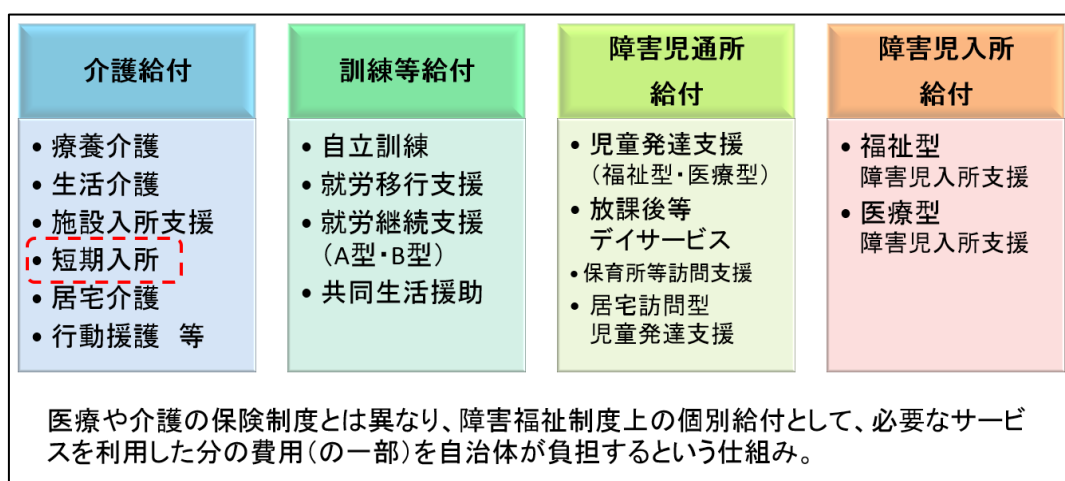 介護給付
• 療養介護
• 生活介護
• 施設入所支援
• 短期入所
• 居宅介護
• 行動援護 等
訓練等給付
• 自立訓練
• 就労移行支援
• 就労継続支援
（A型・B型）
• 共同生活援助
障害児通所
給付
• 児童発達支援
（福祉型・医療型）
• 放課後等
デイサービス
• 保育所等訪問支援
• 居宅訪問型
児童発達支援
障害児入所
給付
• 福祉型
障害児入所支援
• 医療型
障害児入所支援
医療や介護の保険制度とは異なり、障害福祉制度上の個別給付として、必要なサービ
スを利用した分の費用（の一部）を自治体が負担するという仕組み。